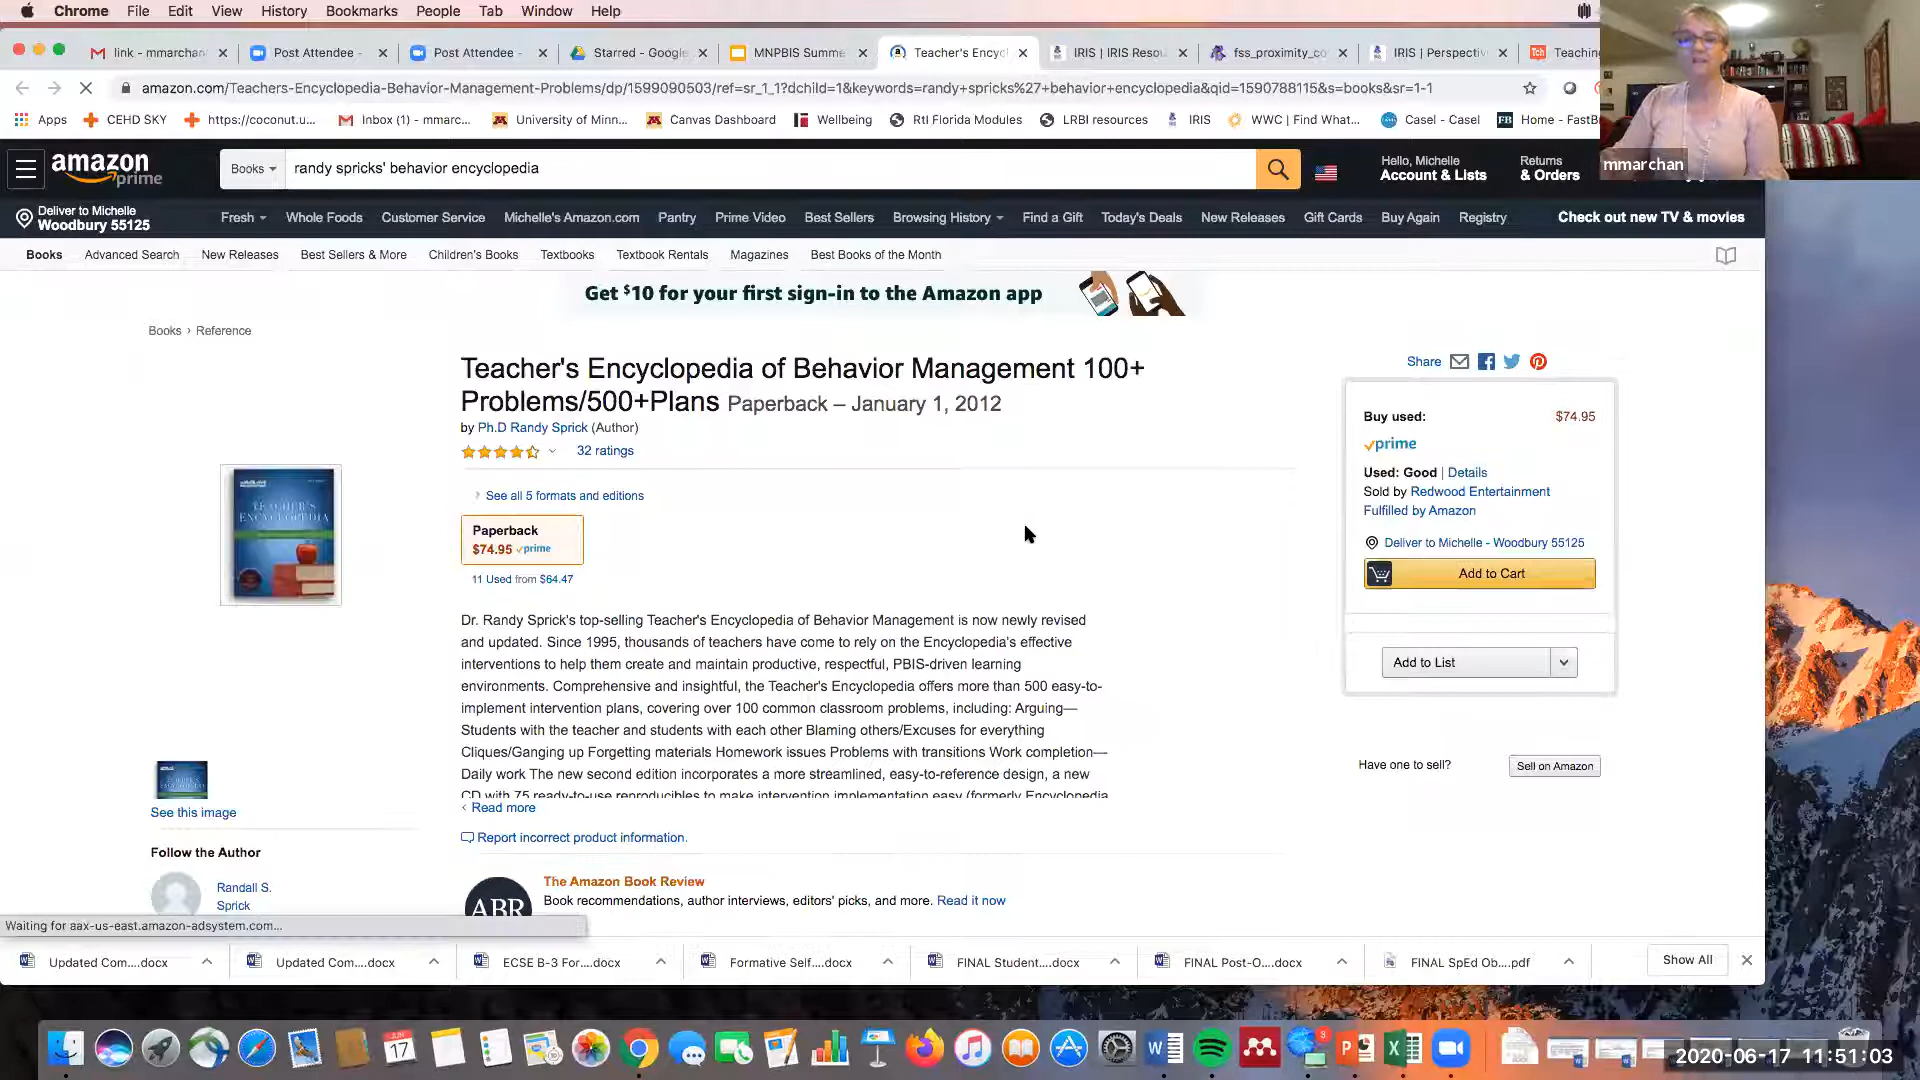 Chrome File Edit View History Bookmarks People Tab Window Help
link - mmarchan
Post Attendee -
Post Attendee -
Starred - Google
MNPBIS Summe
Teacher's Encyc
IRIS | IRIS Resou
fss_proximity_co
IRIS | Perspectiv
Teaching
amazon.com/Teachers-Encyclopedia-Behavior-Management-Problems/dp/1599090503/ref=sr_1_1?dchild=1&keywords=randy+spricks%27+behavior+encyclopedia&qid=1590788115&s=books&sr=1-1
Apps
CEHD SKY
https://coconut.u...
Inbox (1) - mmarc...
University of Minn...
Canvas Dashboard
Wellbeing
RtI Florida Modules
LRBI resources
IRIS
WWC | Find What...
Casel - Casel
Home - FastB
mmarchan
amazon prime
Books
randy spricks' behavior encyclopedia
Hello, Michelle
Account & Lists
Returns
& Orders
Deliver to Michelle
Woodbury 55125
Fresh Whole Foods Customer Service Michelle's Amazon.com Pantry Prime Video Best Sellers Browsing History Find a Gift Today's Deals New Releases Gift Cards Buy Again Registry
Check out new TV & movies
Books Advanced Search New Releases Best Sellers & More Children's Books Textbooks Textbook Rentals Magazines Best Books of the Month
Get $10 for your first sign-in to the Amazon app
Books › Reference
Teacher's Encyclopedia of Behavior Management 100+
Problems/500+Plans Paperback – January 1, 2012
by Ph.D Randy Sprick (Author)
32 ratings
See all 5 formats and editions
Paperback
$74.95 prime
11 Used from $64.47
TEACHER'S
ENCYCLOPEDIA
Dr. Randy Sprick's top-selling Teacher's Encyclopedia of Behavior Management is now newly revised
and updated. Since 1995, thousands of teachers have come to rely on the Encyclopedia's effective
interventions to help them create and maintain productive, respectful, PBIS-driven learning
environments. Comprehensive and insightful, the Teacher's Encyclopedia offers more than 500 easy-to-
implement intervention plans, covering over 100 common classroom problems, including: Arguing—
Students with the teacher and students with each other Blaming others/Excuses for everything
Cliques/Ganging up Forgetting materials Homework issues Problems with transitions Work completion—
Daily work The new second edition incorporates a more streamlined, easy-to-reference design, a new
CD with 75 ready-to-use reproducibles to make intervention implementation easy (formerly Encyclopedia
Read more
Report incorrect product information.
Share
Buy used: $74.95
prime
Used: Good | Details
Sold by Redwood Entertainment
Fulfilled by Amazon
Deliver to Michelle - Woodbury 55125
Add to Cart
Add to List
Have one to sell? Sell on Amazon
See this image
Follow the Author
Randall S.
Sprick
ABR
The Amazon Book Review
Book recommendations, author interviews, editors' picks, and more. Read it now
Waiting for aax-us-east.amazon-adsystem.com...
Updated Com....docx
Updated Com....docx
ECSE B-3 For....docx
Formative Self....docx
FINAL Student....docx
FINAL Post-O....docx
FINAL SpEd Ob....pdf
Show All
JUN
17
3
2020-06-17 11:51:03